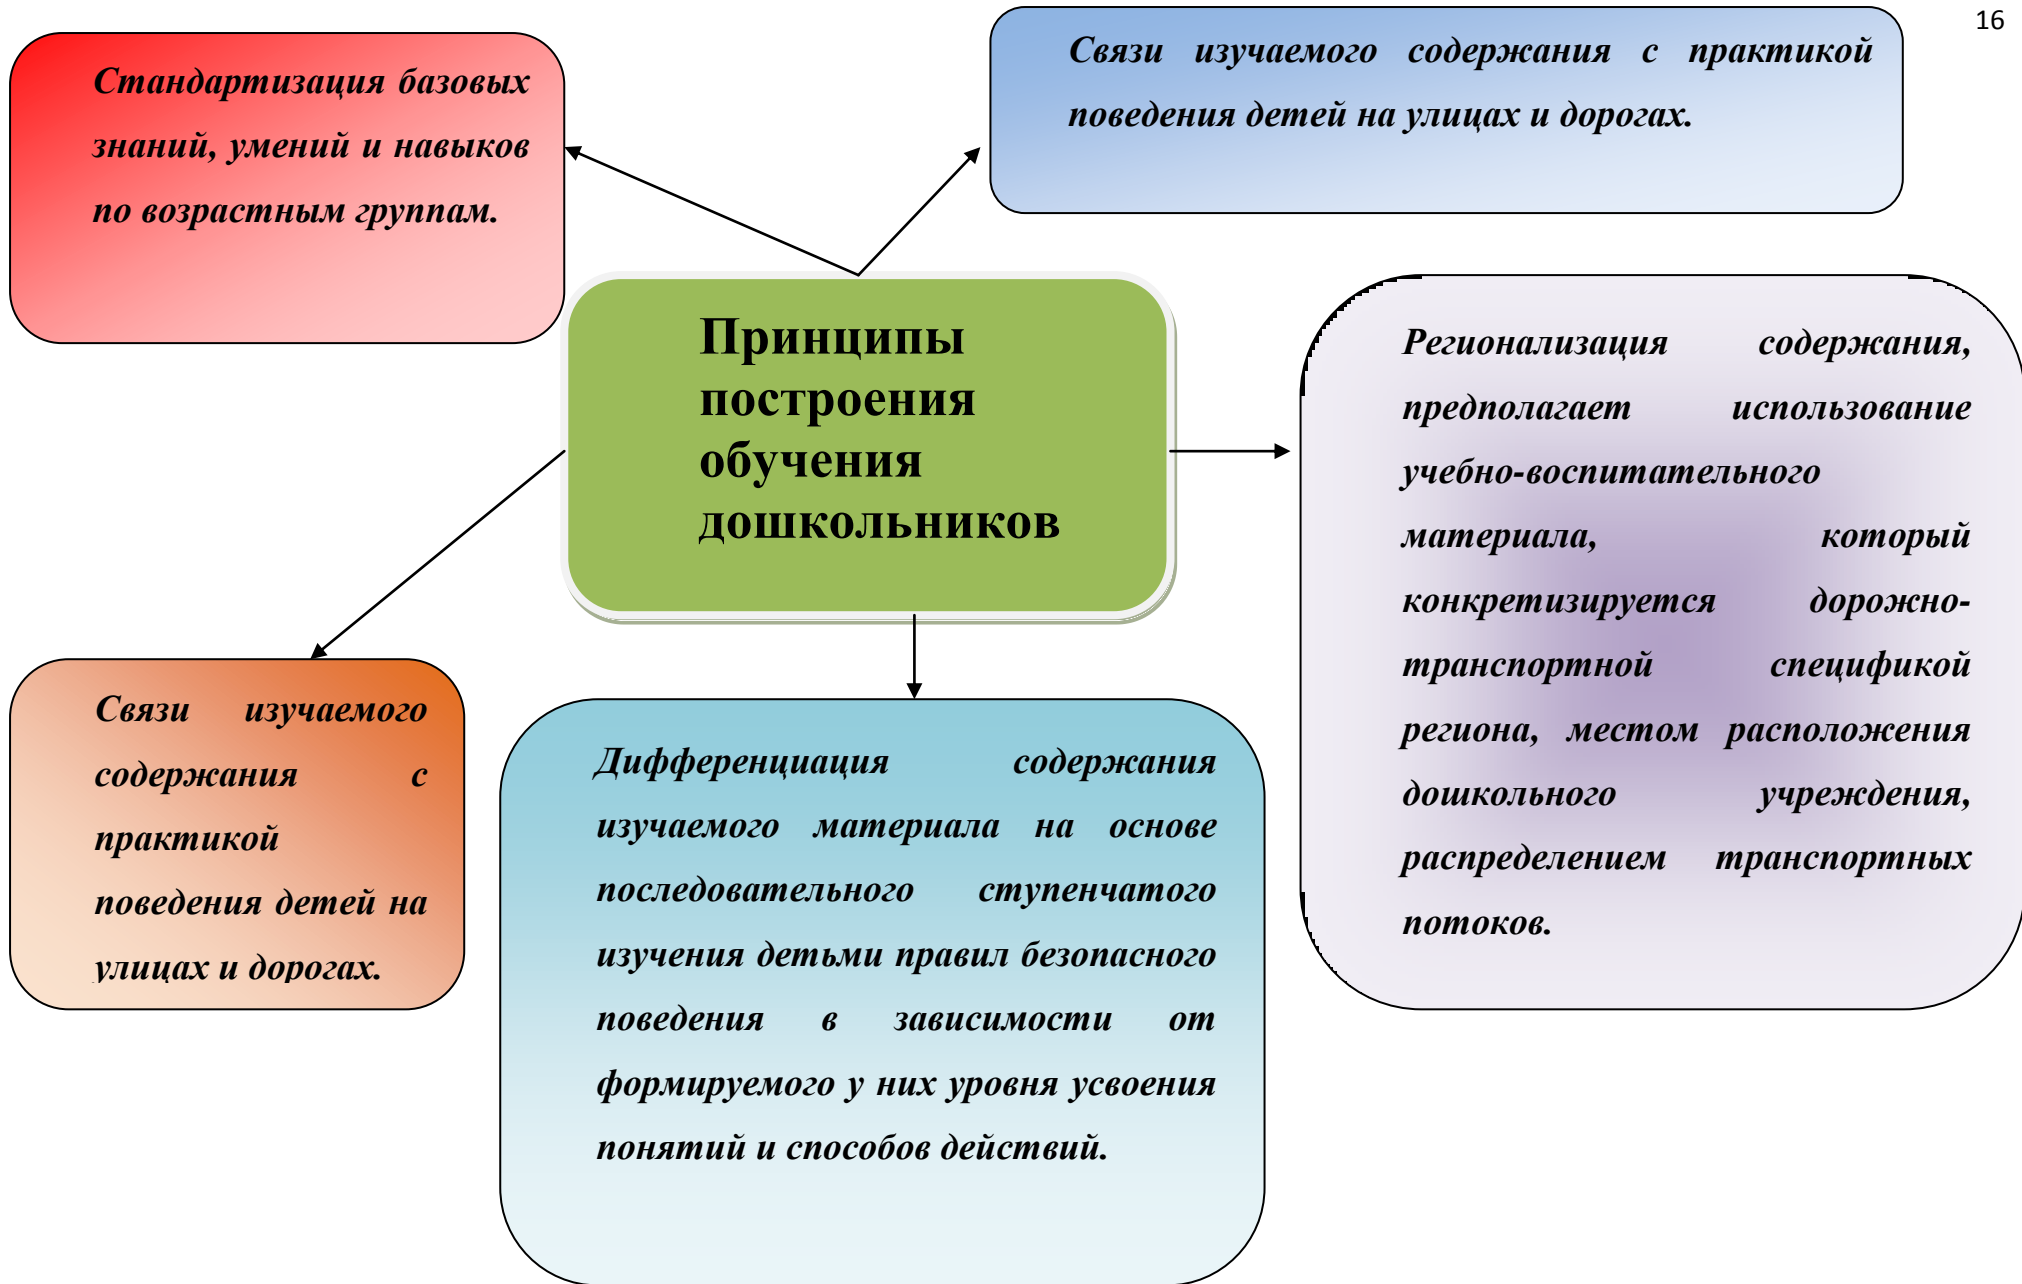 16
Стандартизация базовых
знаний, умений и навыков
по возрастным группам.
Связи изучаемого содержания с практикой
поведения детей на улицах и дорогах.
Принципы
построения
обучения
дошкольников
Регионализация содержания,
предполагает использование
учебно-воспитательного
материала, который
конкретизируется дорожно-
транспортной спецификой
региона, местом расположения
дошкольного учреждения,
распределением транспортных
потоков.
Связи изучаемого
содержания с
практикой
поведения детей на
улицах и дорогах.
Дифференциация содержания
изучаемого материала на основе
последовательного ступенчатого
изучения детьми правил безопасного
поведения в зависимости от
формируемого у них уровня усвоения
понятий и способов действий.